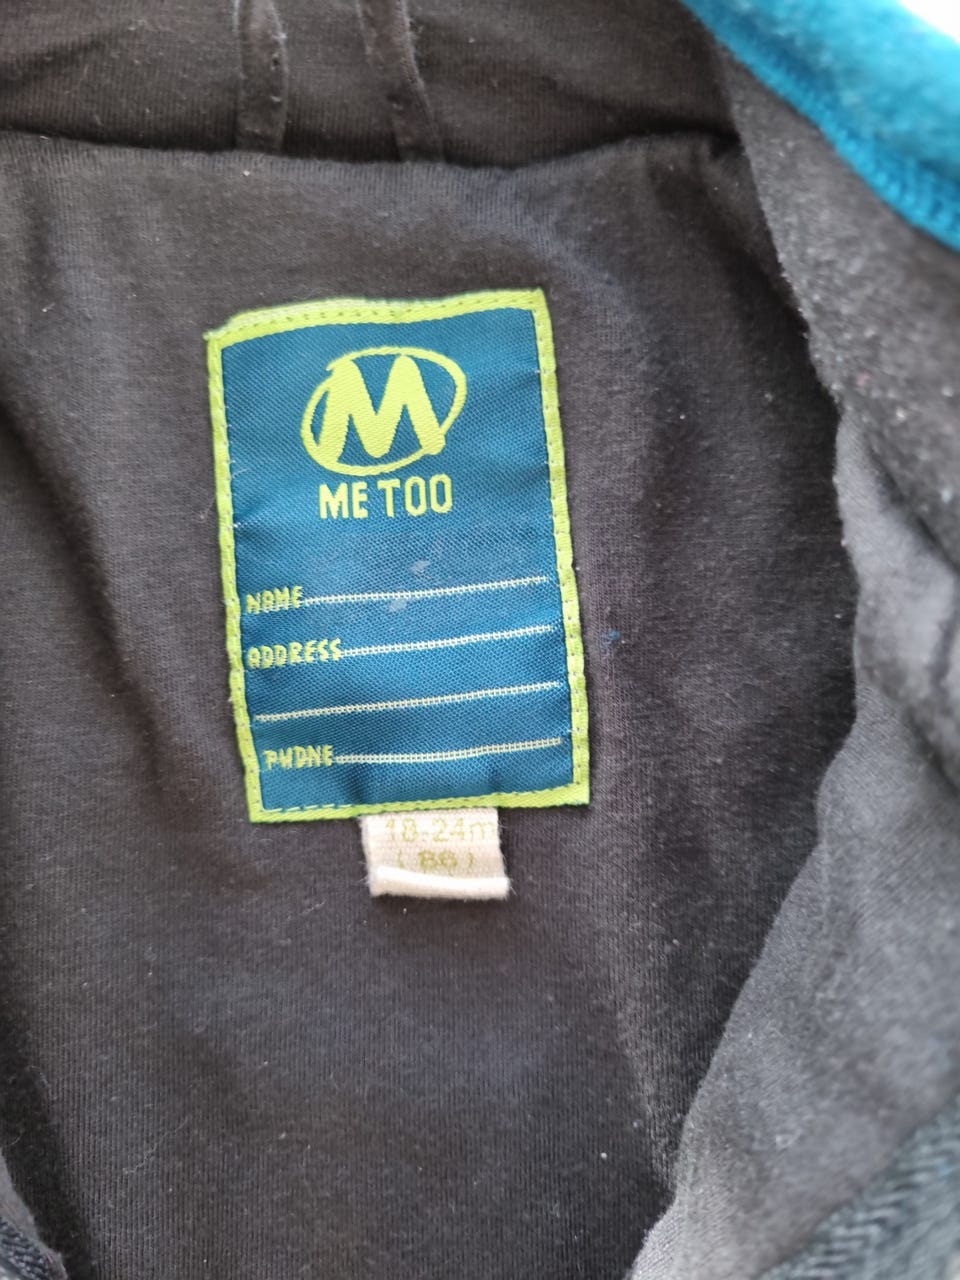 M
ME TOO
NAME
ADDRESS
PHONE
18-24m
(86)